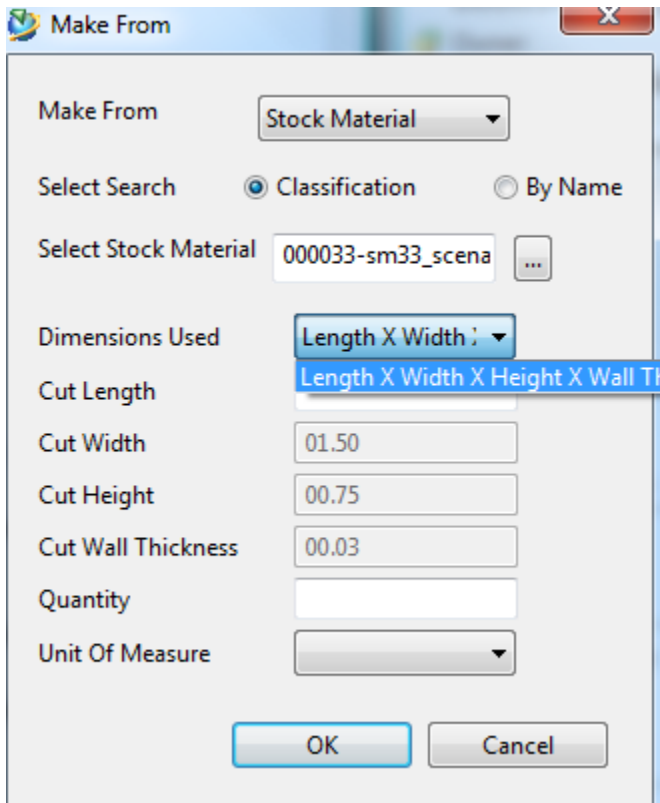 Make From
Make From Stock Material
Select Search Classification By Name
Select Stock Material 000033-sm33_scena ...
Dimensions Used Length X Width
Length X Width X Height X Wall
Cut Length
Cut Width 01.50
Cut Height 00.75
Cut Wall Thickness 00.03
Quantity
Unit Of Measure
OK Cancel